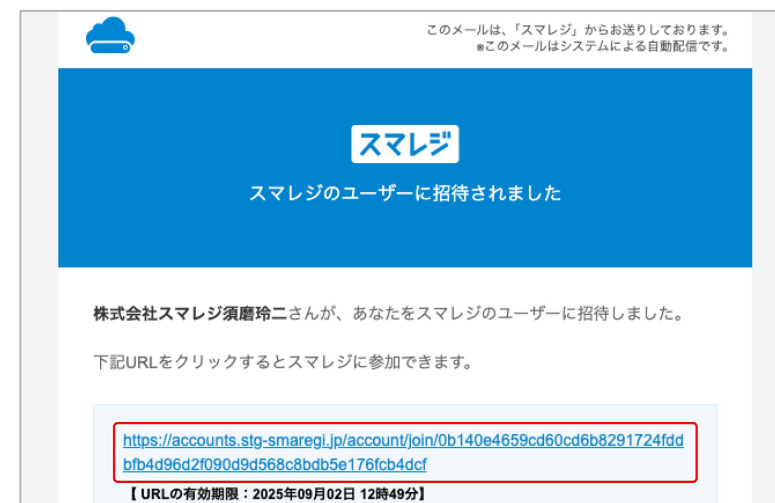 このメールは、「スマレジ」からお送りしております。
※このメールはシステムによる自動配信です。
スマレジ
スマレジのユーザーに招待されました
株式会社スマレジ須磨玲二さんが、あなたをスマレジのユーザーに招待しました。
下記URLをクリックするとスマレジに参加できます。
https://accounts.stg-smaregi.jp/account/join/0b140e4659cd60cd6b8291724fdd
bfb4d96d2f090d9d568c8bdb5e176fcb4dcf
【 URLの有効期限：2025年09月02日 12時49分】